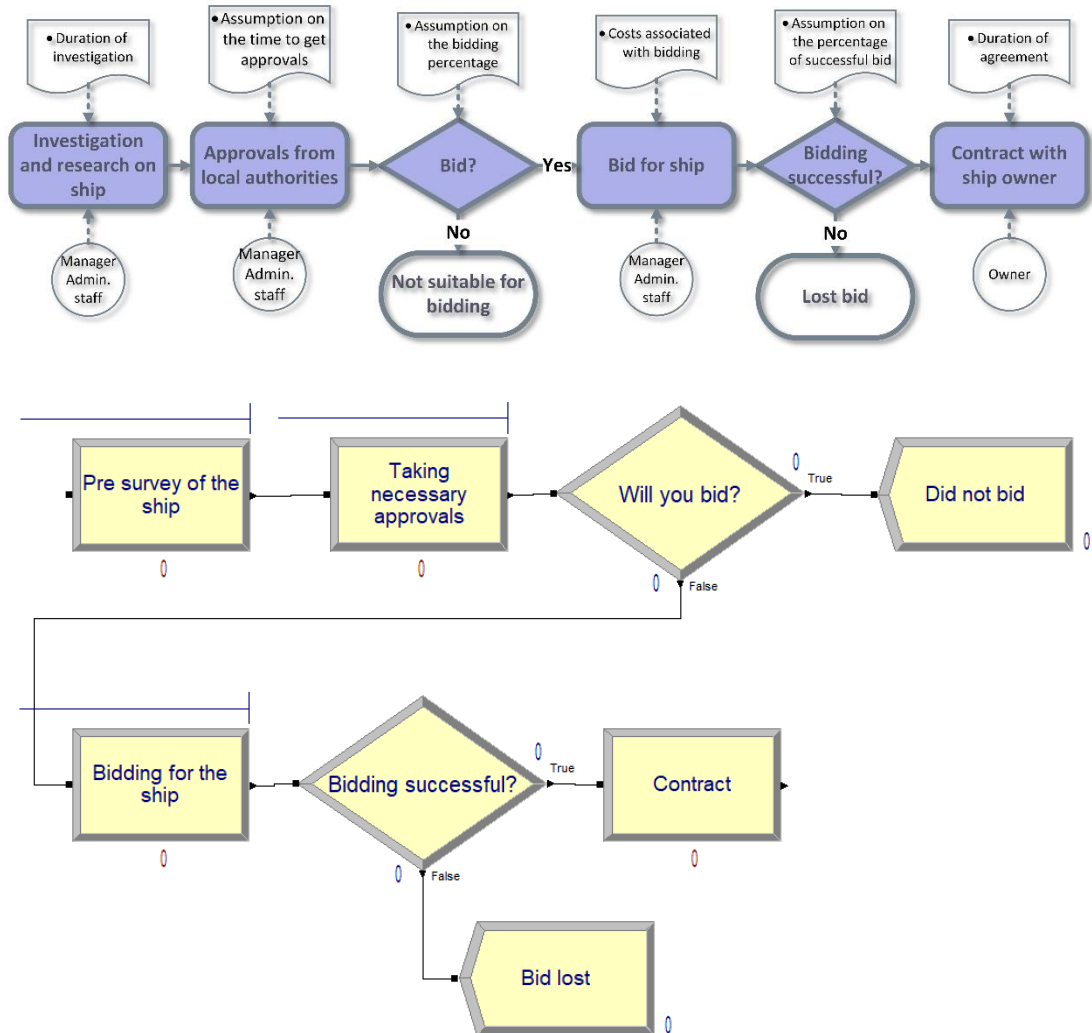 • Duration of
investigation
• Assumption on
the time to get
approvals
• Assumption on
the bidding
percentage
• Costs associated
with bidding
• Assumption on
the percentage
of successful bid
• Duration of
agreement
Investigation
and research on
ship
Approvals from
local authorities
Bid?
Yes
Bid for ship
Bidding
successful?
Contract with
ship owner
Manager
Admin.
staff
Manager
Admin.
staff
No
Not suitable for
bidding
Manager
Admin.
staff
No
Lost bid
Owner
Pre survey of the
ship
0
Taking
necessary
approvals
0
Will you bid?
0
True
0
False
Did not bid
0
Bidding for the
ship
0
Bidding successful?
0
True
0
False
Contract
0
Bid lost
0